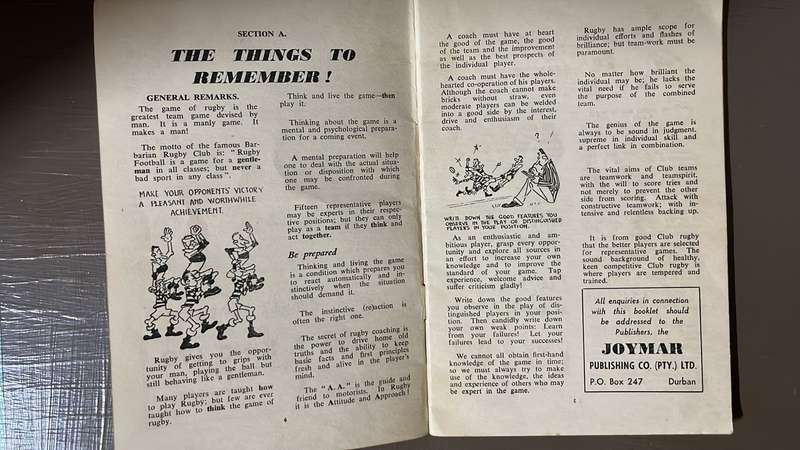 SECTION A.
THE THINGS TO
REMEMBER!
GENERAL REMARKS.
The game of rugby is the
greatest team game devised by
man. It is a manly game. It
makes a man!
The motto of the famous Bar-
barian Rugby Club is: "Rugby
Football is a game for a gentle-
man in all classes; but never a
bad sport in any class".
MAKE YOUR OPPONENTS' VICTORY
A PLEASANT AND WORTHWHILE
ACHIEVEMENT.
Rugby gives you the oppor-
tunity of getting to grips with
your man, playing the ball but
still behaving like a gentleman.
Many players are taught how
to play Rugby; but few are ever
taught how to think the game of
rugby.
Think and live the game—then
play it.
Thinking about the game is a
mental and psychological prepara-
tion for a coming event.
A mental preparation will help
one to deal with the actual situa-
tion or disposition with which
one may be confronted during
the game.
Fifteen representative players
may be experts in their respec-
tive positions; but they can only
play as a team if they think and
act together.
Be prepared
Thinking and living the game
is a condition which prepares you
to react automatically and in-
stinctively when the situation
should demand it.
The instinctive (re)action is
often the right one.
The secret of rugby coaching is
the power to drive home old
truths and the ability to keep
basic facts and first principles
fresh and alive in the player's
mind.
The "A.A." is the guide and
friend to motorists. In Rugby
it is the Attitude and Approach!
A coach must have at heart
the good of the game, the good
of the team and the improvement
as well as the best prospects of
the individual player.
A coach must have the whole-
hearted co-operation of his players.
Although the coach cannot make
bricks without straw, even
moderate players can be welded
into a good side by the interest,
drive and enthusiasm of their
coach.
? !
WRITE DOWN THE GOOD FEATURES YOU
OBSERVE IN THE PLAY OF DISTINGUISHED
PLAYERS IN YOUR POSITION.
As an enthusiastic and am-
bitious player, grasp every oppor-
tunity and explore all sources in
an effort to increase your own
knowledge and to improve the
standard of your game. Tap
experience, welcome advice and
suffer criticism gladly!
Write down the good features
you observe in the play of dis-
tinguished players in your posi-
tion. Then candidly write down
your own weak points: Learn
from your failures! Let your
failures lead to your successes!
We cannot all obtain first-hand
knowledge of the game in time;
so we must always try to make
use of the knowledge, the ideas
and experience of others who may
be expert in the game.
Rugby has ample scope for
individual efforts and flashes of
brilliance; but team-work must be
paramount.
No matter how brilliant the
individual may be; he lacks the
vital need if he fails to serve
the purpose of the combined
team.
The genius of the game is
always to be sound in judgment,
supreme in individual skill and
a perfect link in combination.
The vital aims of Club teams
are teamwork and teamspirit,
with the will to score tries and
not merely to prevent the other
side from scoring. Attack with
constructive teamwork; with in-
tensive and relentless backing up.
It is from good Club rugby
that the better players are selected
for representative games. The
sound background of healthy,
keen competitive Club rugby is
where players are tempered and
trained.
All enquiries in connection
with this booklet should
be addressed to the
Publishers, the
JOYMAR
PUBLISHING CO. (PTY.) LTD.
P.O. Box 247 Durban